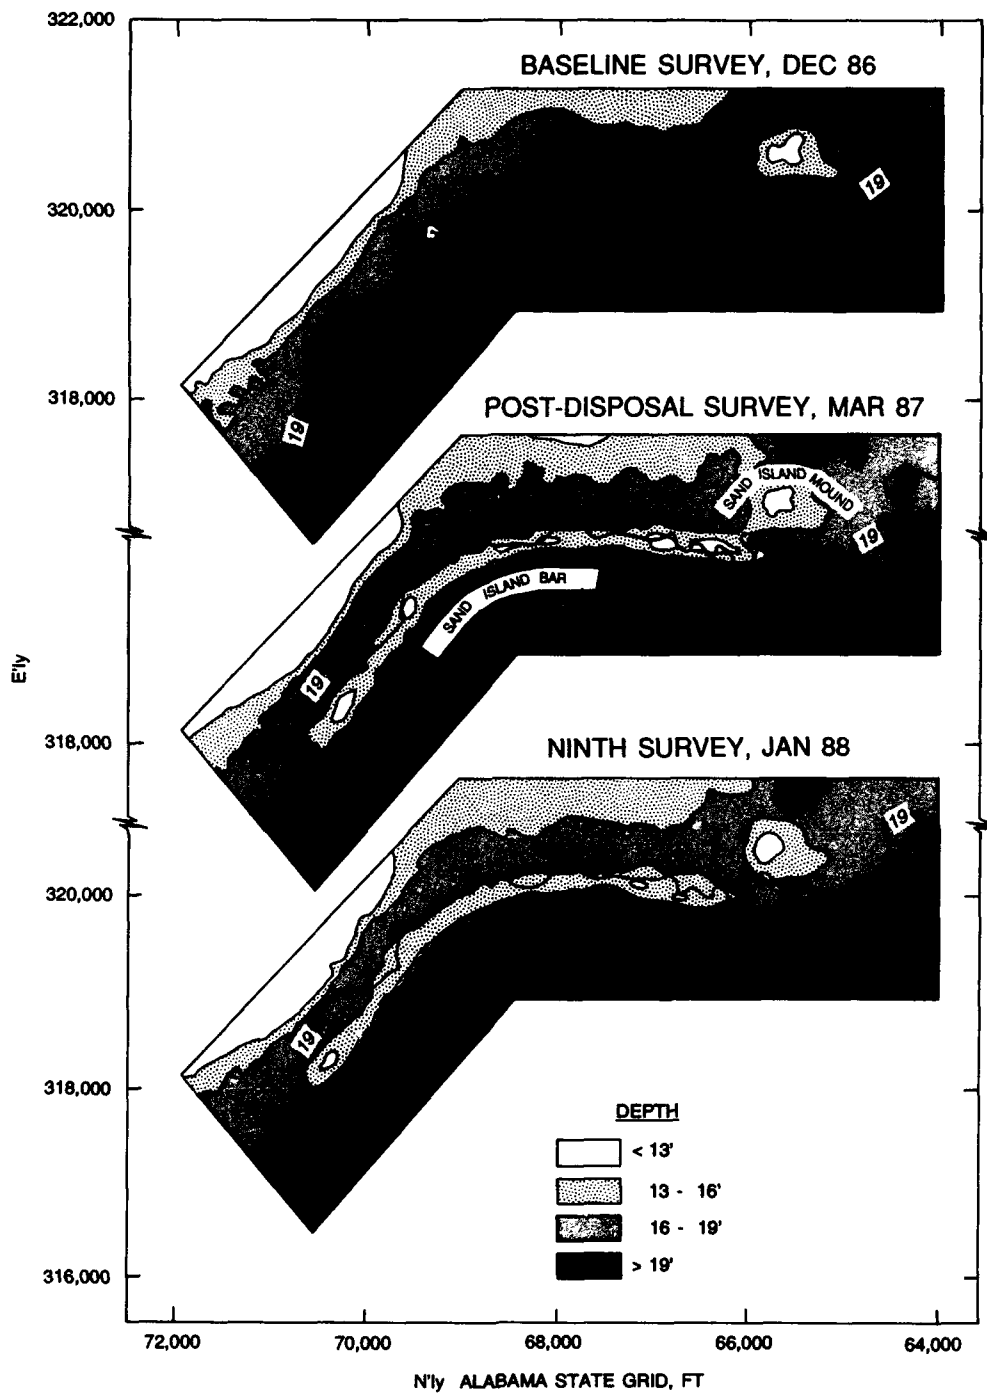 322,000
BASELINE SURVEY, DEC 86
320,000
19
318,000
19
POST-DISPOSAL SURVEY, MAR 87
SAND ISLAND MOUND
19
SAND ISLAND BAR
19
E'ly
318,000
NINTH SURVEY, JAN 88
19
320,000
19
318,000
DEPTH
< 13'
13 - 16'
16 - 19'
> 19'
316,000
72,000
70,000
68,000
66,000
64,000
N'ly ALABAMA STATE GRID, FT